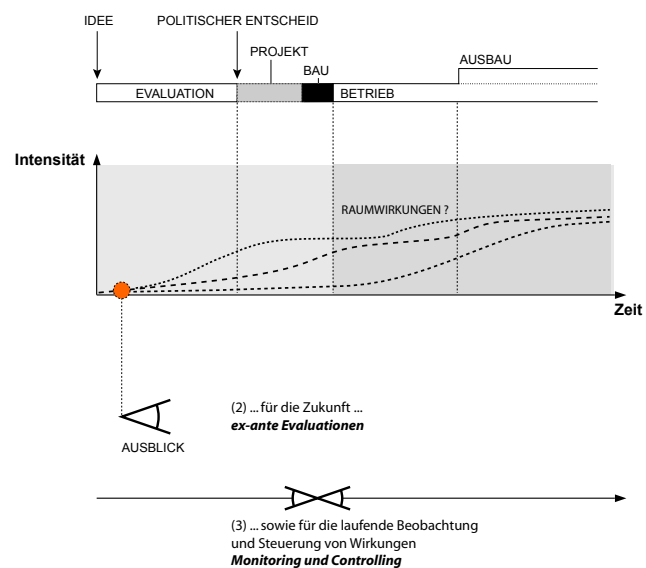 IDEE
POLITISCHER ENTSCHEID
PROJEKT
BAU
AUSBAU
EVALUATION
BETRIEB
Intensität
RAUMWIRKUNGEN ?
Zeit
(2) ... für die Zukunft ...
ex-ante Evaluationen
AUSBLICK
(3) ... sowie für die laufende Beobachtung
und Steuerung von Wirkungen
Monitoring und Controlling